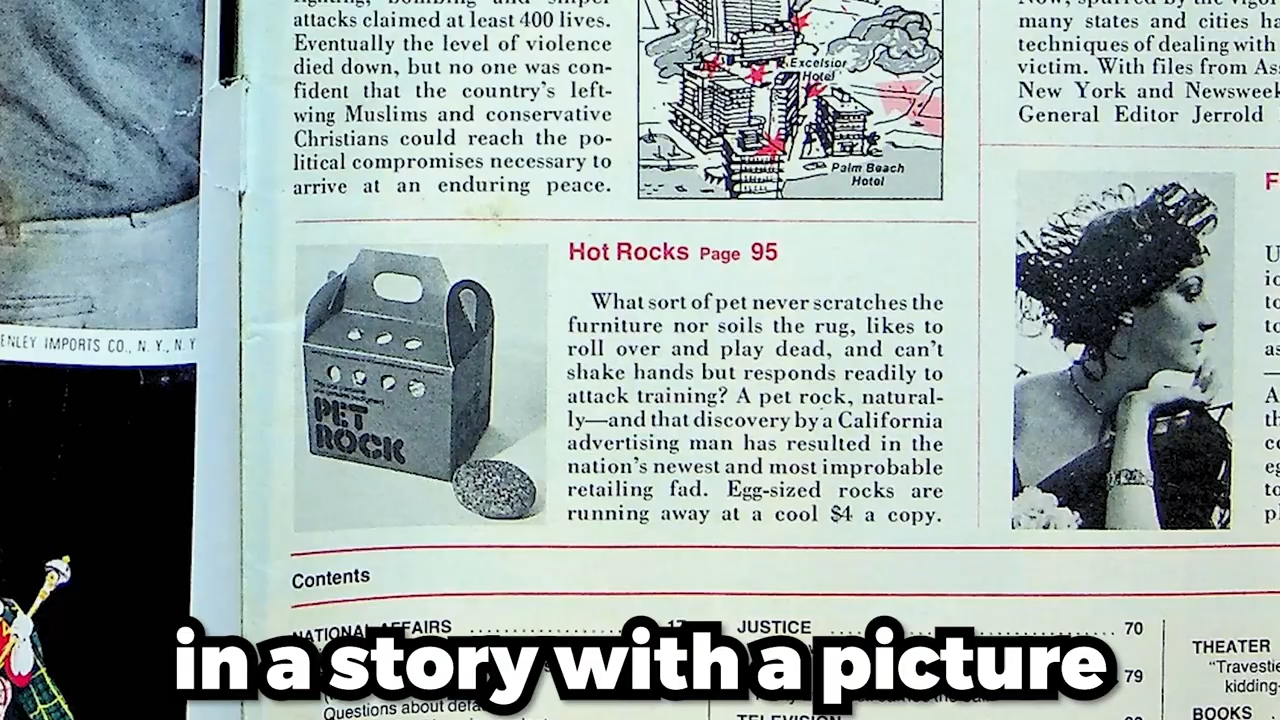 attacks claimed at least 400 lives.
Eventually the level of violence
died down, but no one was con-
fident that the country's left-
wing Muslims and conservative
Christians could reach the po-
litical compromises necessary to
arrive at an enduring peace.
Excelsior
Hotel
Palm Beach
Hotel
many states and cities
techniques of dealing with
victim. With files from
New York and Newsweek
General Editor Jerrold
ENLEY IMPORTS CO., N. Y., N.Y
Hot Rocks Page 95
What sort of pet never scratches the
furniture nor soils the rug, likes to
roll over and play dead, and can't
shake hands but responds readily to
attack training? A pet rock, natural-
ly—and that discovery by a California
advertising man has resulted in the
nation's newest and most improbable
retailing fad. Egg-sized rocks are
running away at a cool $4 a copy.
PET
ROCK
Contents
NATIONAL AFFAIRS
JUSTICE 70
79
THEATER
Questions about
BOOKS
in a story with a picture